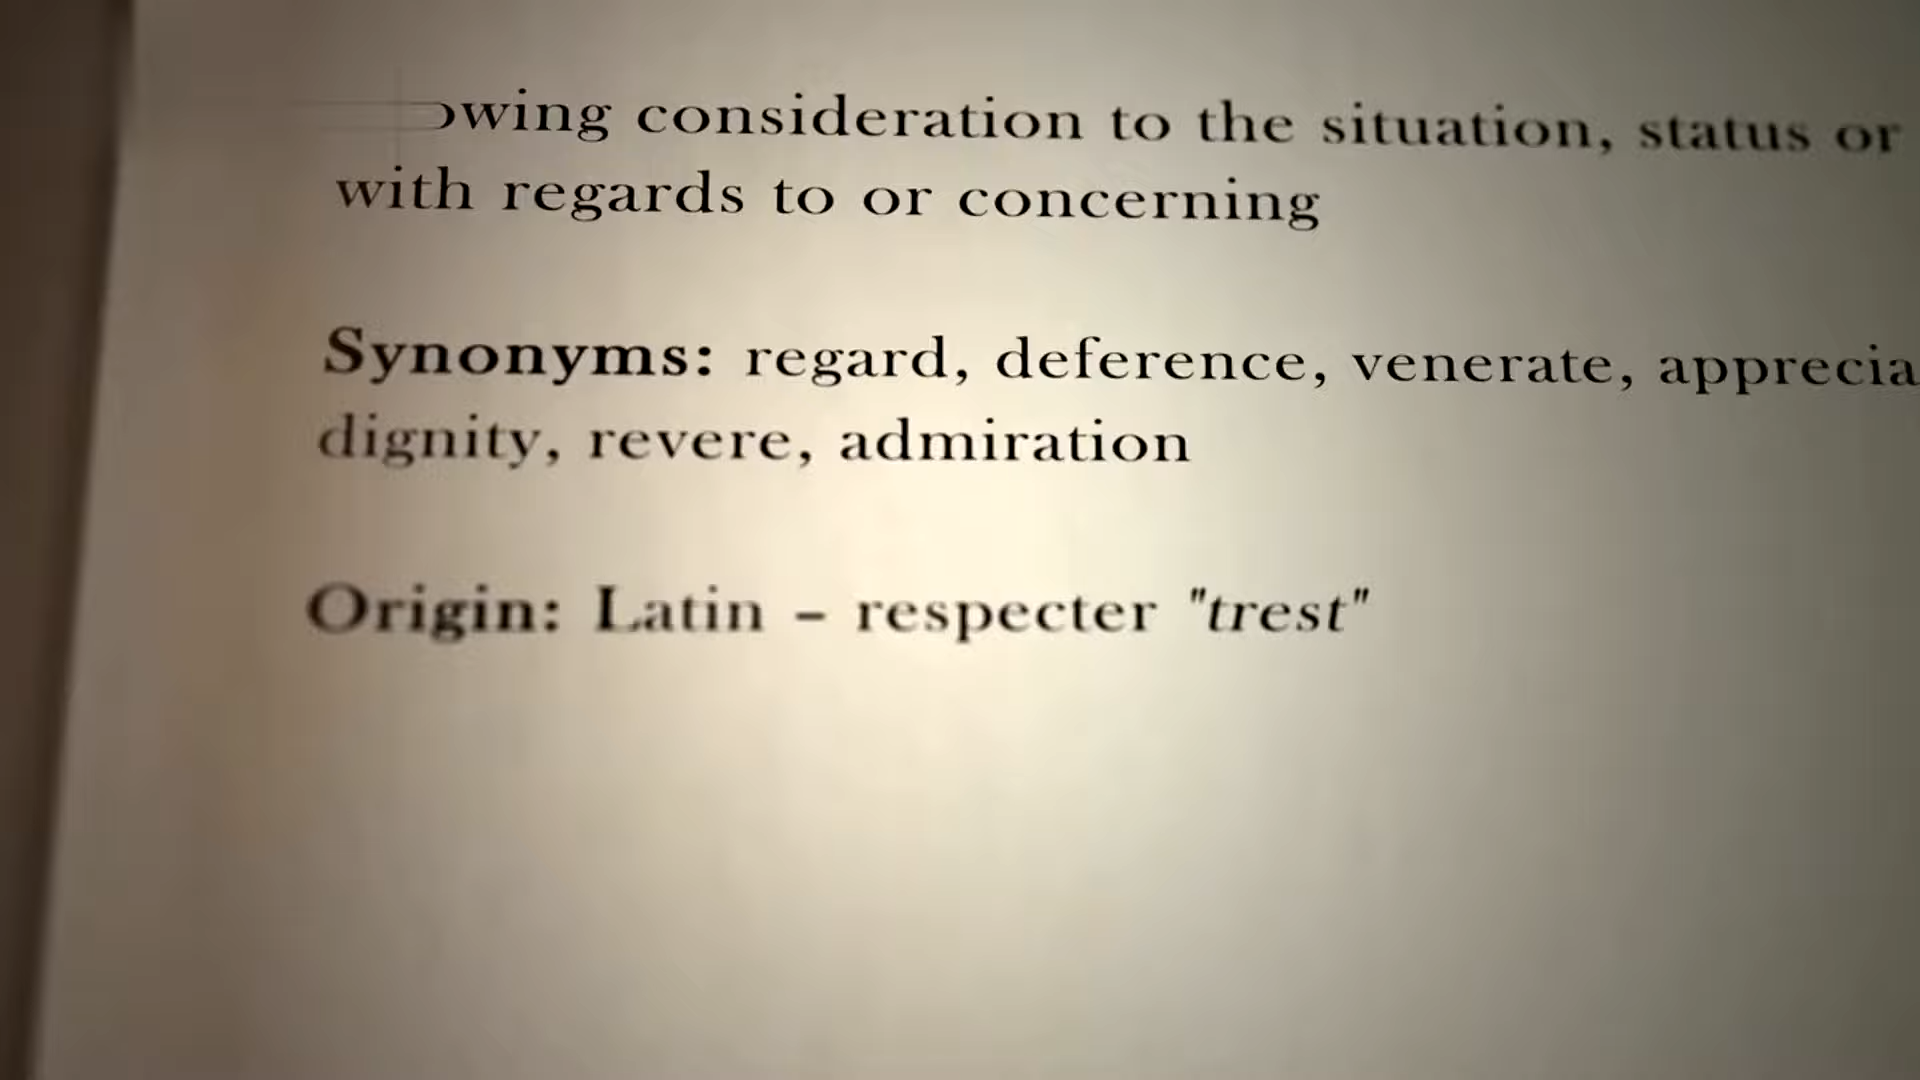 owing consideration to the situation, status or
with regards to or concerning
Synonyms: regard, deference, venerate, apprecia
dignity, revere, admiration
Origin: Latin – respecter "trest"